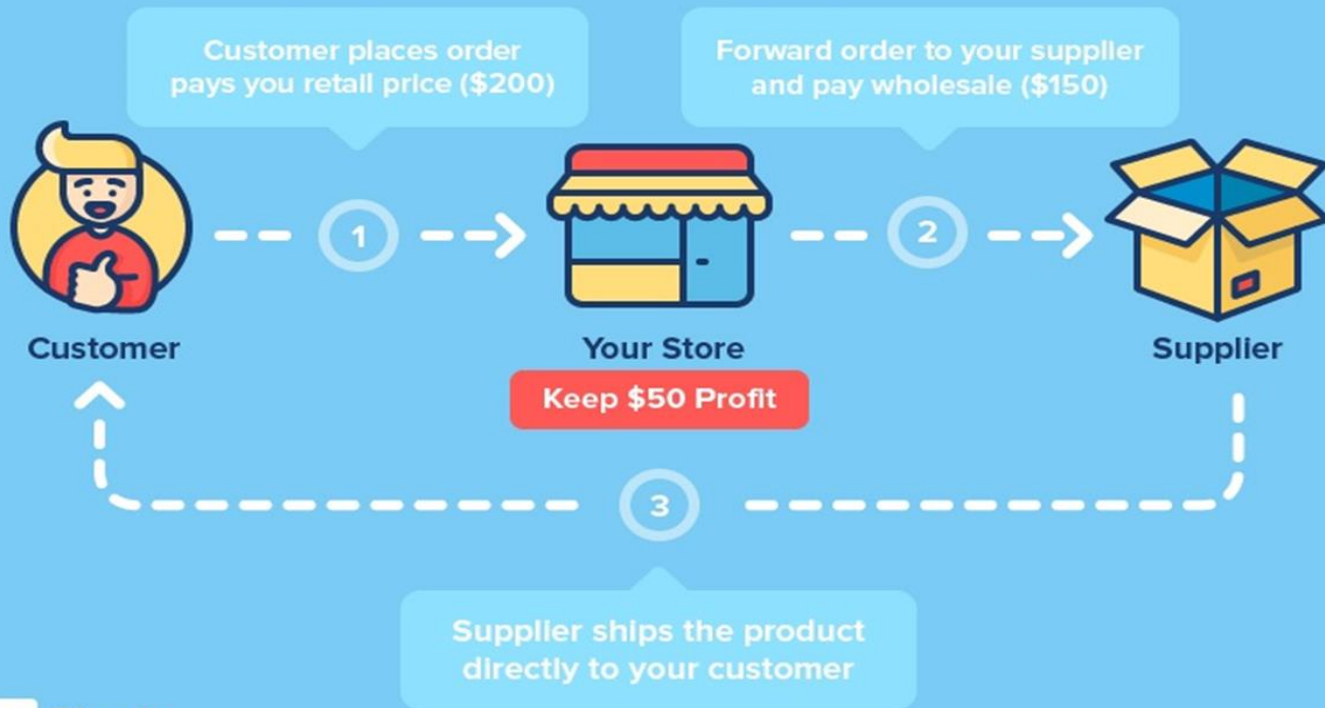 Customer places order
pays you retail price ($200)
Forward order to your supplier
and pay wholesale ($150)
1
2
Customer
Your Store
Supplier
Keep $50 Profit
3
Supplier ships the product
directly to your customer